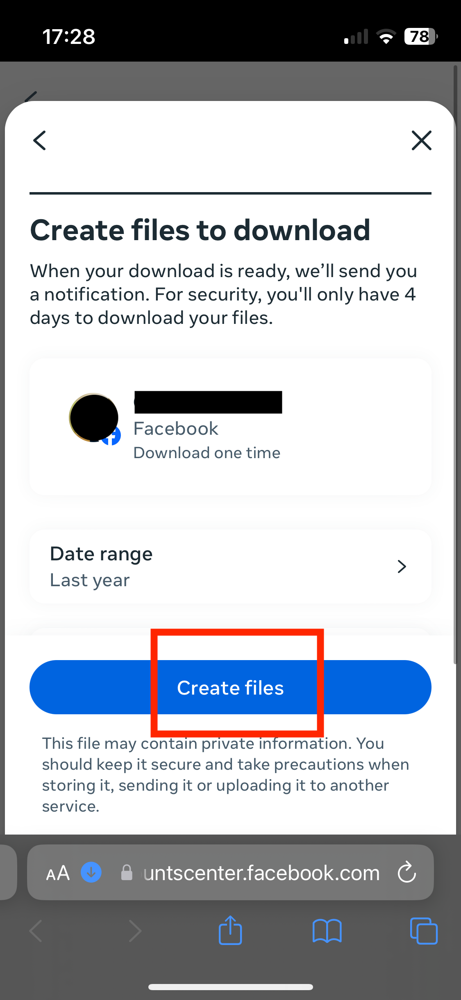 17:28
78
Create files to download
When your download is ready, we’ll send you
a notification. For security, you'll only have 4
days to download your files.
Facebook
Download one time
Date range
Last year
Create files
This file may contain private information. You
should keep it secure and take precautions when
storing it, sending it or uploading it to another
service.
AA
untscenter.facebook.com